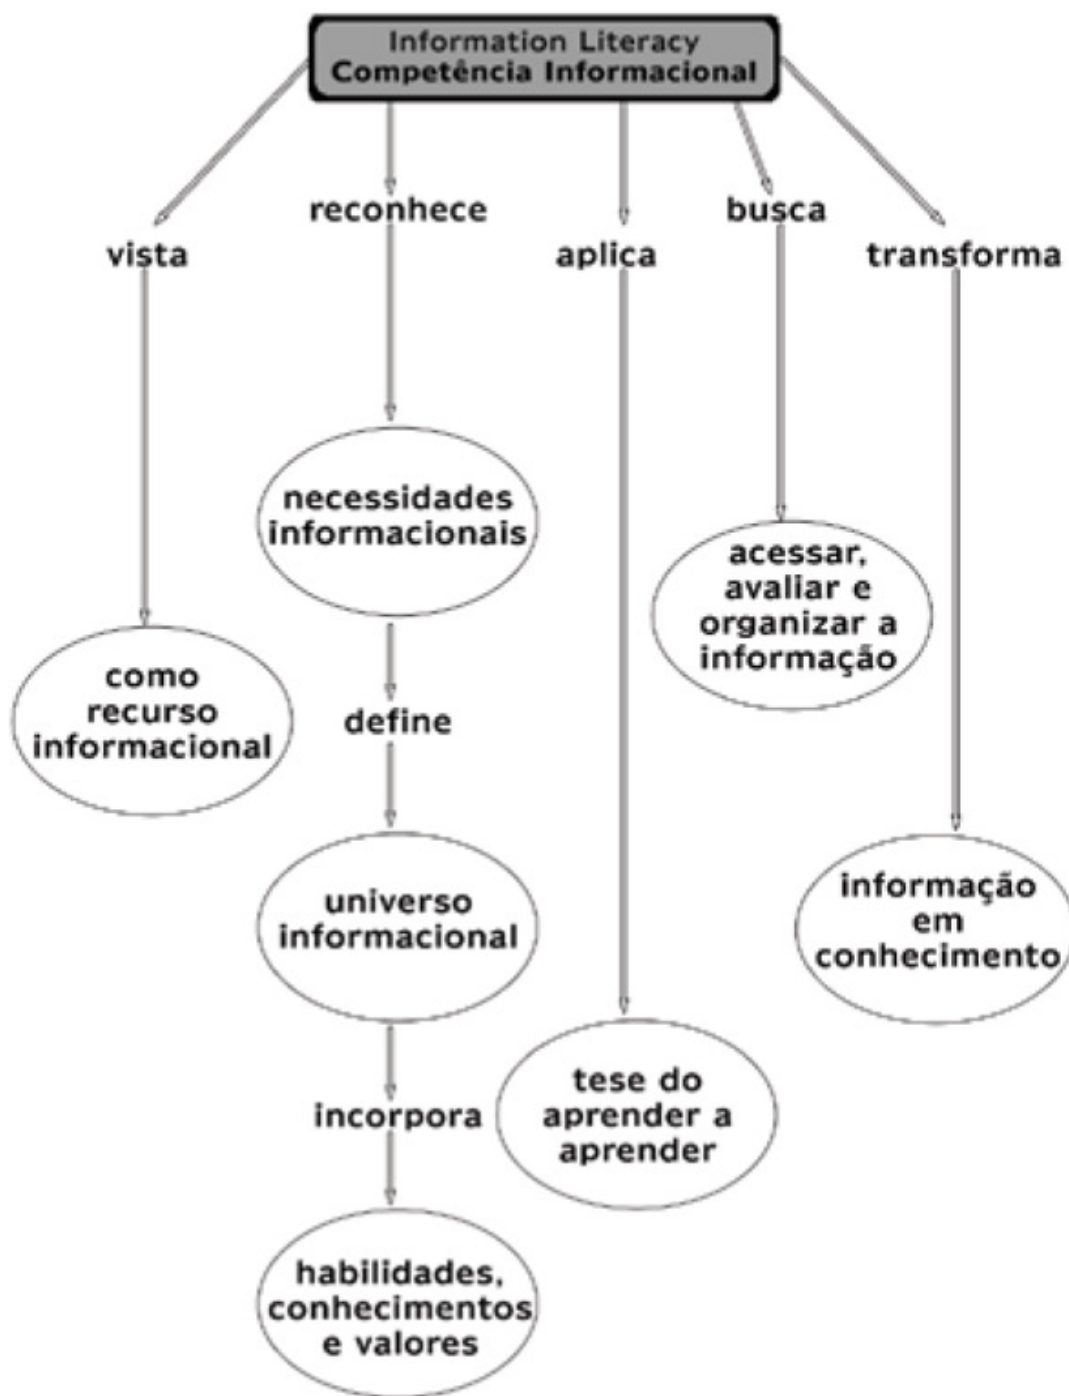 Information Literacy
Competência Informacional
vista
reconhece
aplica
busca
transforma
como
recurso
informacional
necessidades
informacionais
define
universo
informacional
incorpora
habilidades,
conhecimentos
e valores
tese do
aprender a
aprender
acessar,
avaliar e
organizar a
informação
informação
em
conhecimento